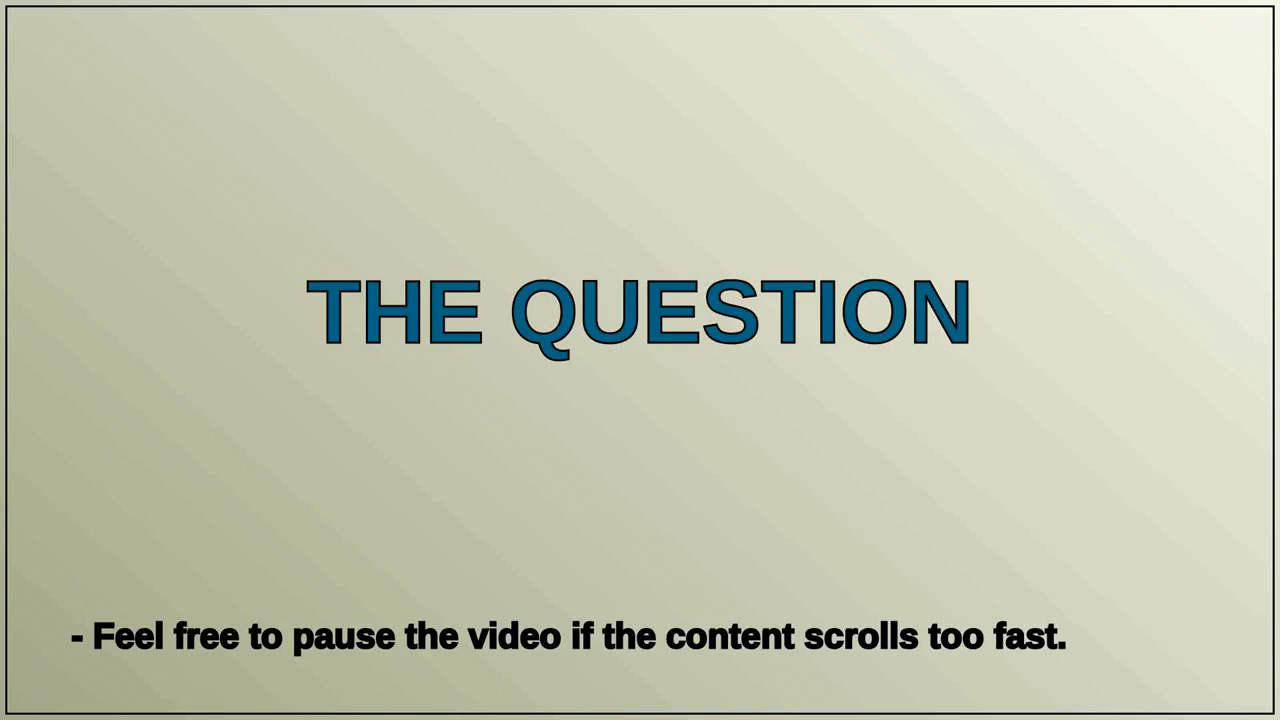 THE QUESTION
- Feel free to pause the video if the content scrolls too fast.